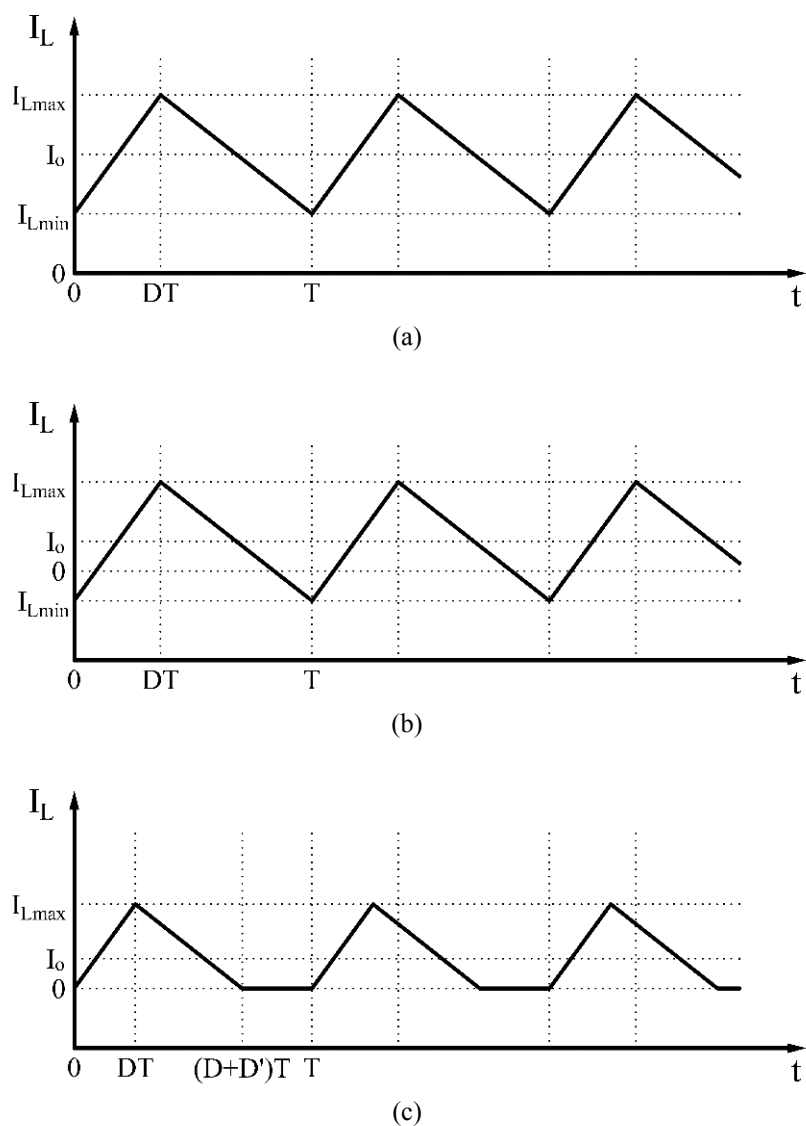 I_L
I_Lmax
I_o
I_Lmin
0
0 DT T t
(a)
I_L
I_Lmax
I_o
0
I_Lmin
0 DT T t
(b)
I_L
I_Lmax
I_o
0
0 DT (D+D')T T t
(c)